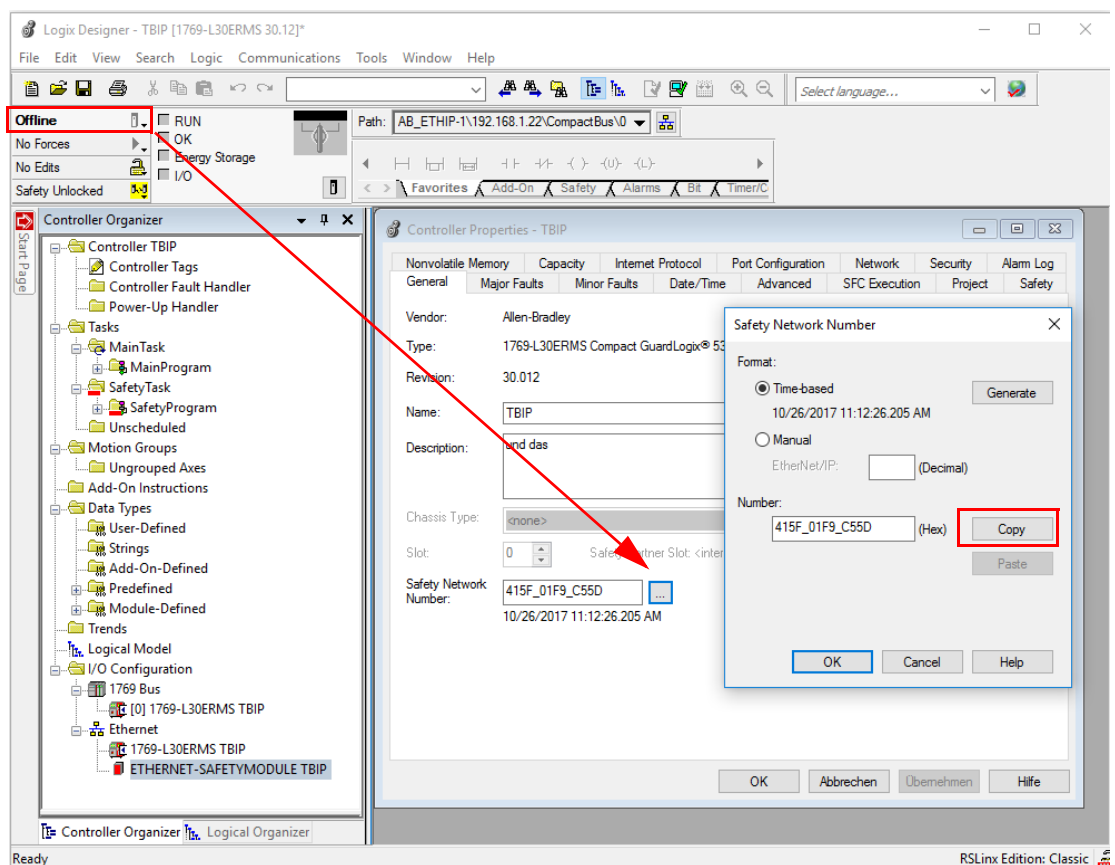 Logix Designer - TBIP [1769-L30ERMS 30.12]*
File Edit View Search Logic Communications Tools Window Help
Select language...
Offline
RUN
No Forces
OK
No Edits
Energy Storage
Safety Unlocked
I/O
Path: AB_ETHIP-1\192.168.1.22\CompactBus\0
Favorites Add-On Safety Alarms Bit Timer/C
Start Page
Controller Organizer
Controller TBIP
Controller Tags
Controller Fault Handler
Power-Up Handler
Tasks
MainTask
MainProgram
SafetyTask
SafetyProgram
Unscheduled
Motion Groups
Ungrouped Axes
Add-On Instructions
Data Types
User-Defined
Strings
Add-On-Defined
Predefined
Module-Defined
Trends
Logical Model
I/O Configuration
1769 Bus
[0] 1769-L30ERMS TBIP
Ethernet
1769-L30ERMS TBIP
ETHERNET-SAFETYMODULE TBIP
Controller Organizer Logical Organizer
Controller Properties - TBIP
Nonvolatile Memory Capacity Internet Protocol Port Configuration Network Security Alarm Log
General Major Faults Minor Faults Date/Time Advanced SFC Execution Project Safety
Vendor: Allen-Bradley
Type: 1769-L30ERMS Compact GuardLogix® 53
Revision: 30.012
Name: TBIP
Description: und das
Chassis Type: <none>
Slot: 0 Safety Partner Slot: <inter
Safety Network
Number: 415F_01F9_C55D ...
10/26/2017 11:12:26.205 AM
OK Abbrechen Übernehmen Hilfe
Safety Network Number
Format:
Time-based
Generate
10/26/2017 11:12:26.205 AM
Manual
EtherNet/IP: (Decimal)
Number:
415F_01F9_C55D (Hex) Copy
Paste
OK Cancel Help
Ready
RSLinx Edition: Classic